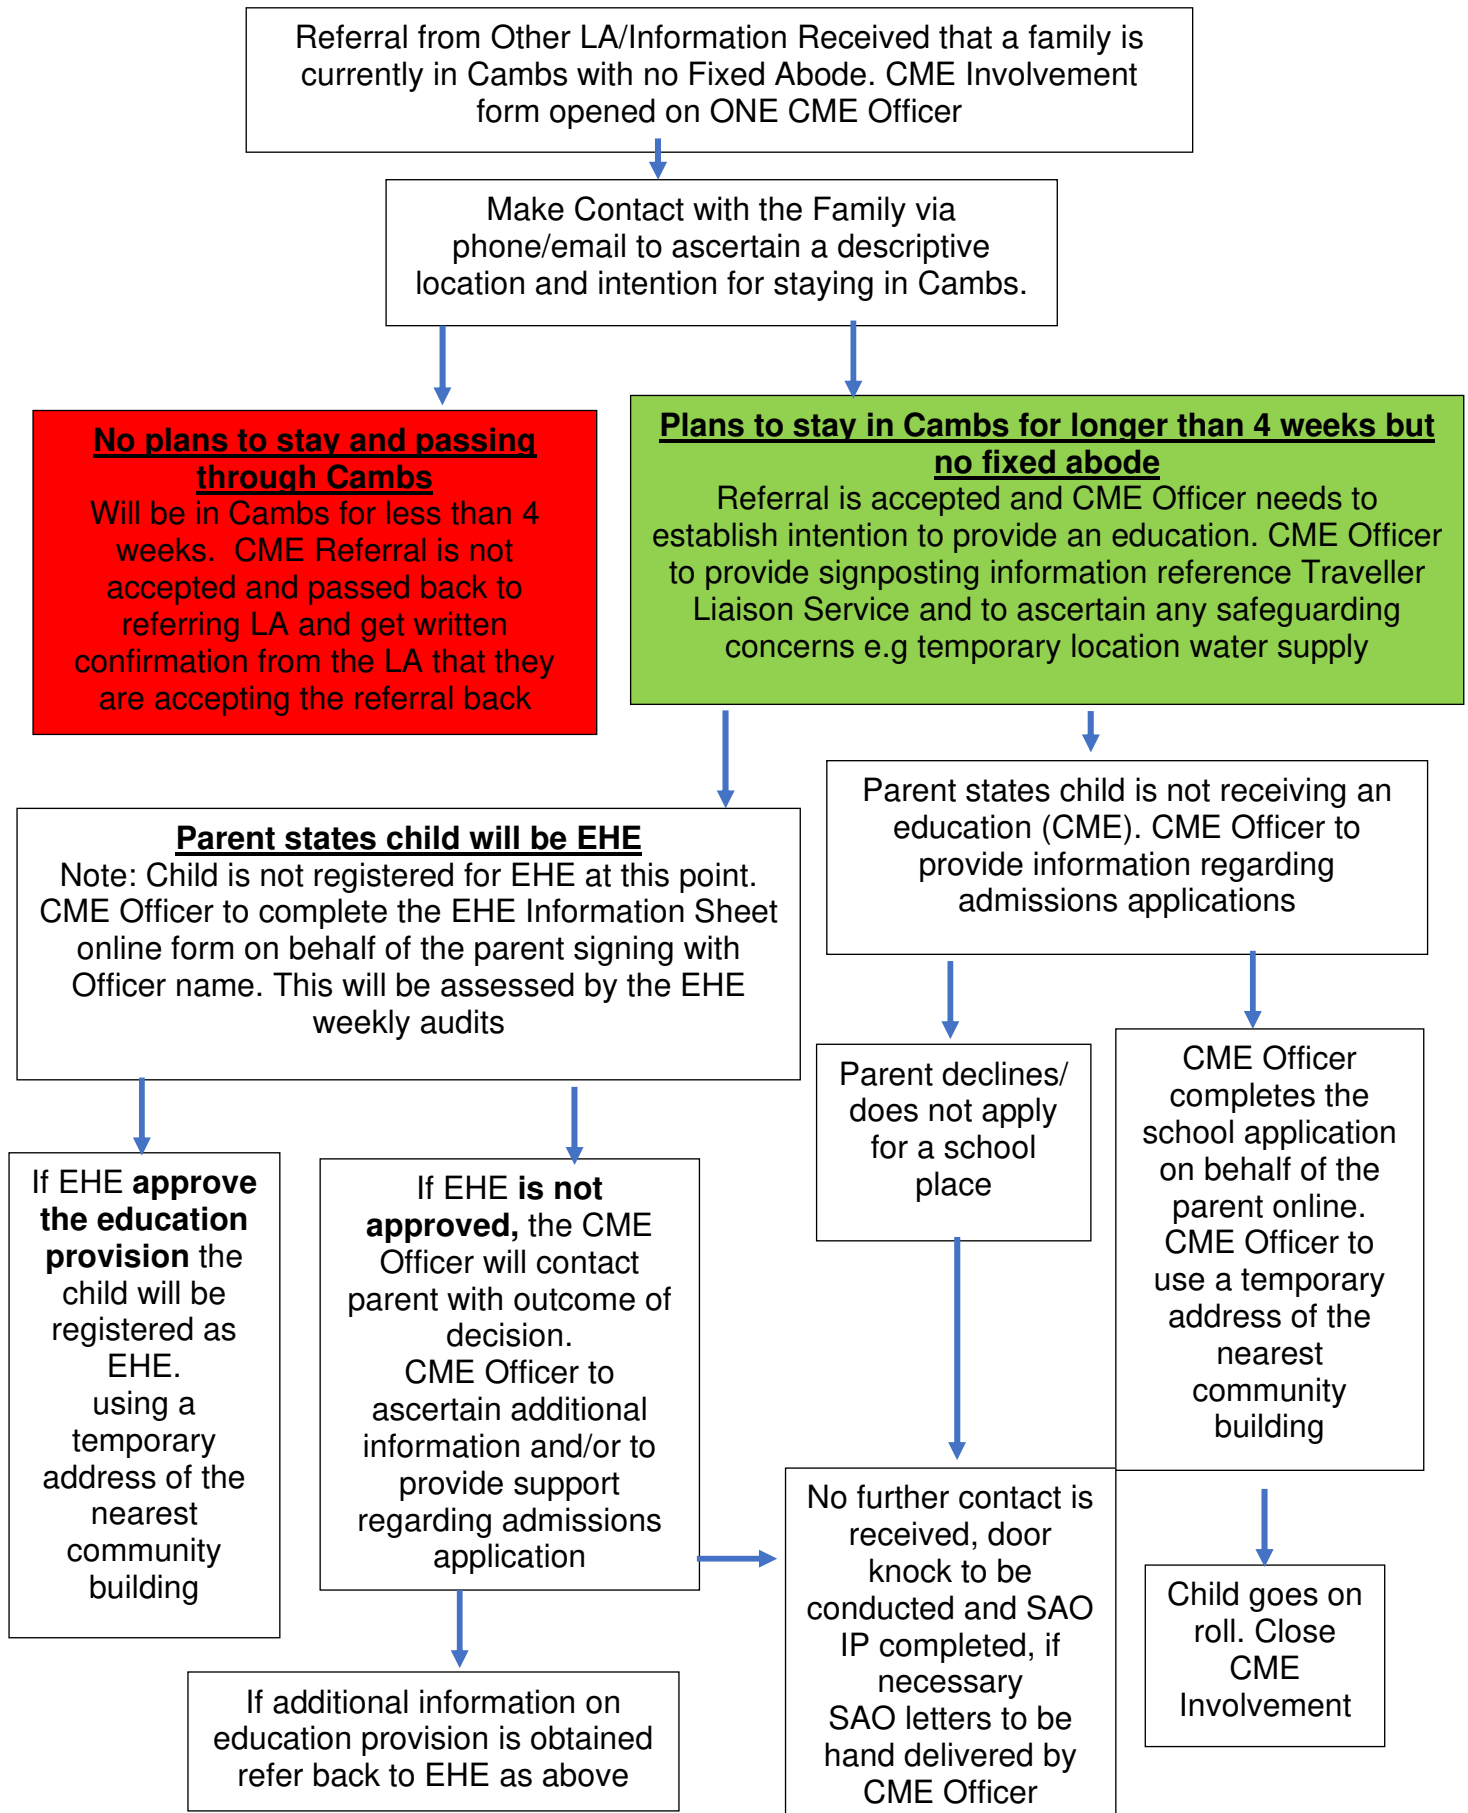 Referral from Other LA/Information Received that a family is
currently in Cambs with no Fixed Abode. CME Involvement
form opened on ONE CME Officer
Make Contact with the Family via
phone/email to ascertain a descriptive
location and intention for staying in Cambs.
No plans to stay and passing
through Cambs
Will be in Cambs for less than 4
weeks.  CME Referral is not
accepted and passed back to
referring LA and get written
confirmation from the LA that they
are accepting the referral back
Plans to stay in Cambs for longer than 4 weeks but
no fixed abode
Referral is accepted and CME Officer needs to
establish intention to provide an education. CME Officer
to provide signposting information reference Traveller
Liaison Service and to ascertain any safeguarding
concerns e.g temporary location water supply
Parent states child will be EHE
Note: Child is not registered for EHE at this point.
CME Officer to complete the EHE Information Sheet
online form on behalf of the parent signing with
Officer name. This will be assessed by the EHE
weekly audits
Parent states child is not receiving an
education (CME). CME Officer to
provide information regarding
admissions applications
If EHE approve
the education
provision the
child will be
registered as
EHE.
using a
temporary
address of the
nearest
community
building
If EHE is not
approved, the CME
Officer will contact
parent with outcome of
decision.
CME Officer to
ascertain additional
information and/or to
provide support
regarding admissions
application
Parent declines/
does not apply
for a school
place
CME Officer
completes the
school application
on behalf of the
parent online.
CME Officer to
use a temporary
address of the
nearest
community
building
If additional information on
education provision is obtained
refer back to EHE as above
No further contact is
received, door
knock to be
conducted and SAO
IP completed, if
necessary
SAO letters to be
hand delivered by
CME Officer
Child goes on
roll. Close
CME
Involvement